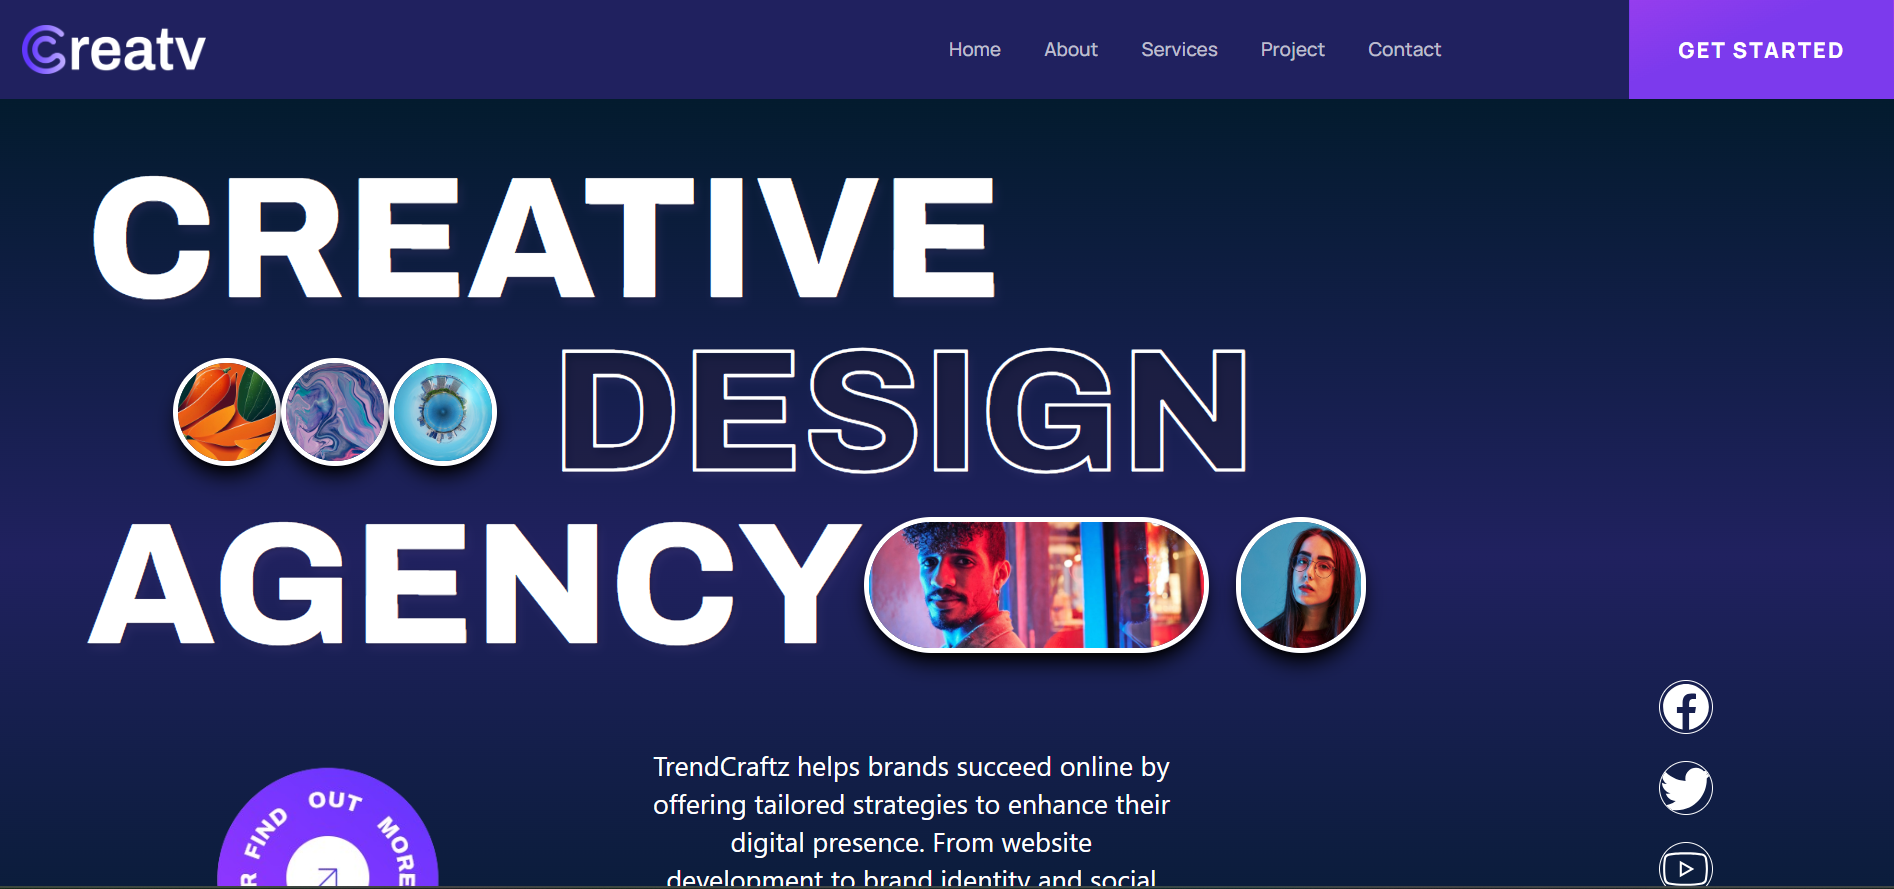 Creatv
Home About Services Project Contact
GET STARTED
CREATIVE
DESIGN
AGENCY
TrendCraftz helps brands succeed online by
offering tailored strategies to enhance their
digital presence. From website
development to brand identity and social
FIND OUT MORE